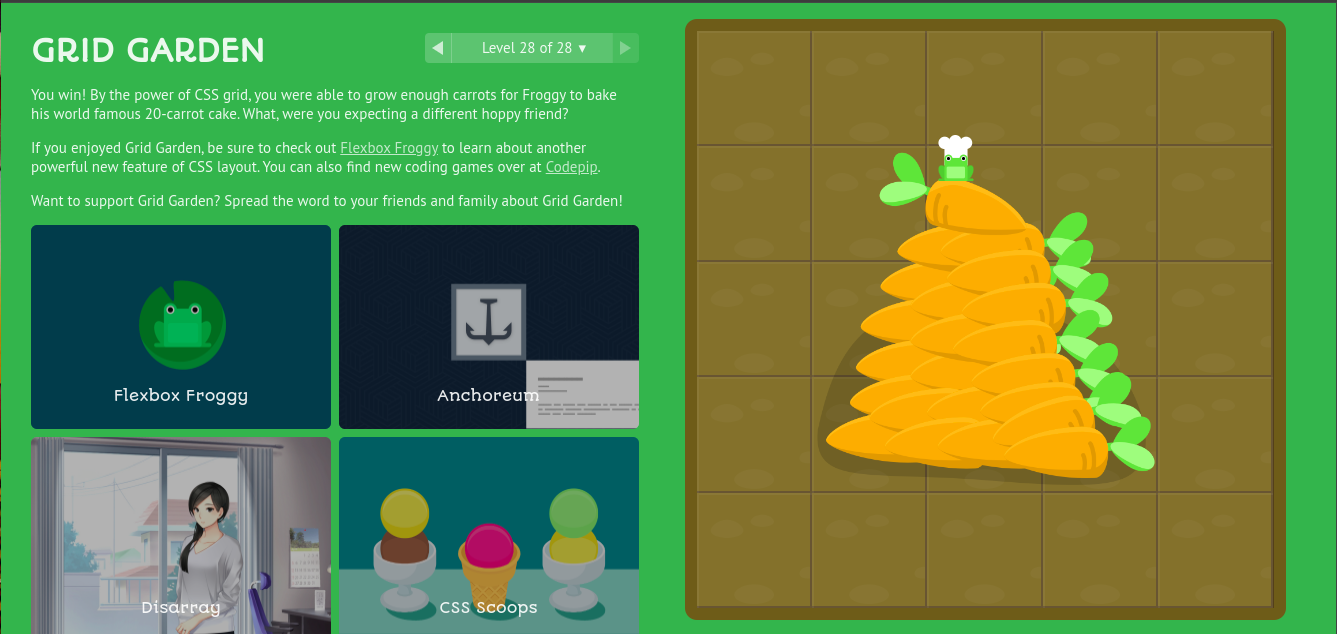 GRID GARDEN
Level 28 of 28 ▼
You win! By the power of CSS grid, you were able to grow enough carrots for Froggy to bake
his world famous 20-carrot cake. What, were you expecting a different hoppy friend?
If you enjoyed Grid Garden, be sure to check out Flexbox Froggy to learn about another
powerful new feature of CSS layout. You can also find new coding games over at Codepip.
Want to support Grid Garden? Spread the word to your friends and family about Grid Garden!
Flexbox Froggy
Anchoreum
Disarray
CSS Scoops